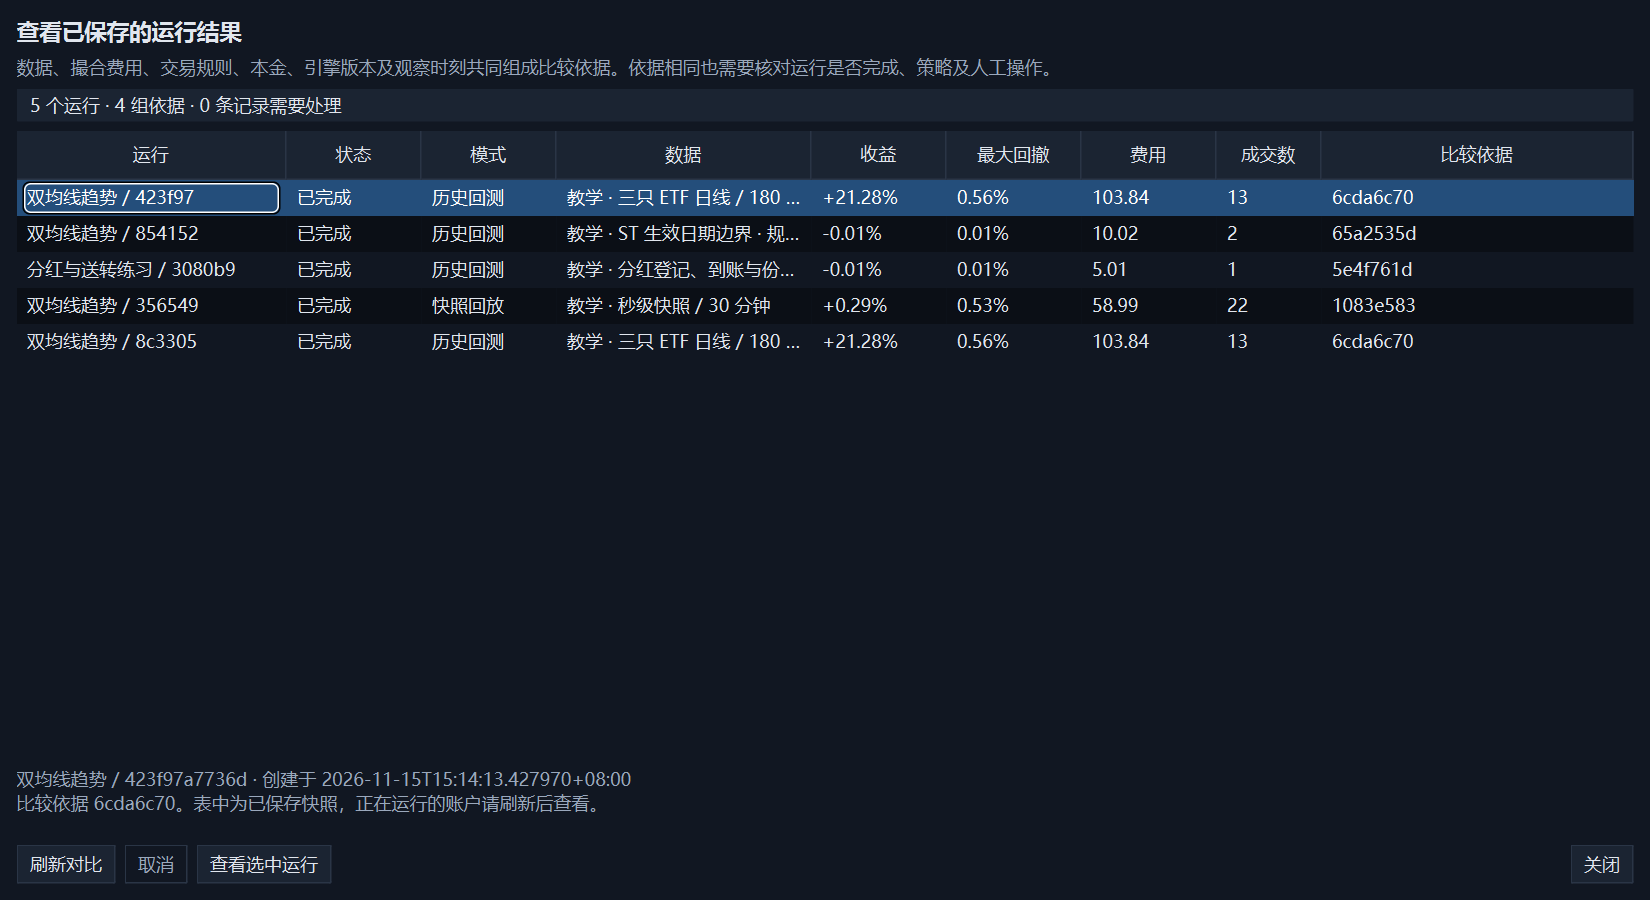 查看已保存的运行结果
数据、撮合费用、交易规则、本金、引擎版本及观察时刻共同组成比较依据。依据相同也需要核对运行是否完成、策略及人工操作。
5 个运行 · 4 组依据 · 0 条记录需要处理
运行 状态 模式 数据 收益 最大回撤 费用 成交数 比较依据
双均线趋势 / 423f97 已完成 历史回测 教学 · 三只 ETF 日线 / 180 ... +21.28% 0.56% 103.84 13 6cda6c70
双均线趋势 / 854152 已完成 历史回测 教学 · ST 生效日期边界 · 规... -0.01% 0.01% 10.02 2 65a2535d
分红与送转练习 / 3080b9 已完成 历史回测 教学 · 分红登记、到账与份... -0.01% 0.01% 5.01 1 5e4f761d
双均线趋势 / 356549 已完成 快照回放 教学 · 秒级快照 / 30 分钟 +0.29% 0.53% 58.99 22 1083e583
双均线趋势 / 8c3305 已完成 历史回测 教学 · 三只 ETF 日线 / 180 ... +21.28% 0.56% 103.84 13 6cda6c70
双均线趋势 / 423f97a7736d · 创建于 2026-11-15T15:14:13.427970+08:00
比较依据 6cda6c70。表中为已保存快照，正在运行的账户请刷新后查看。
刷新对比 取消 查看选中运行 关闭